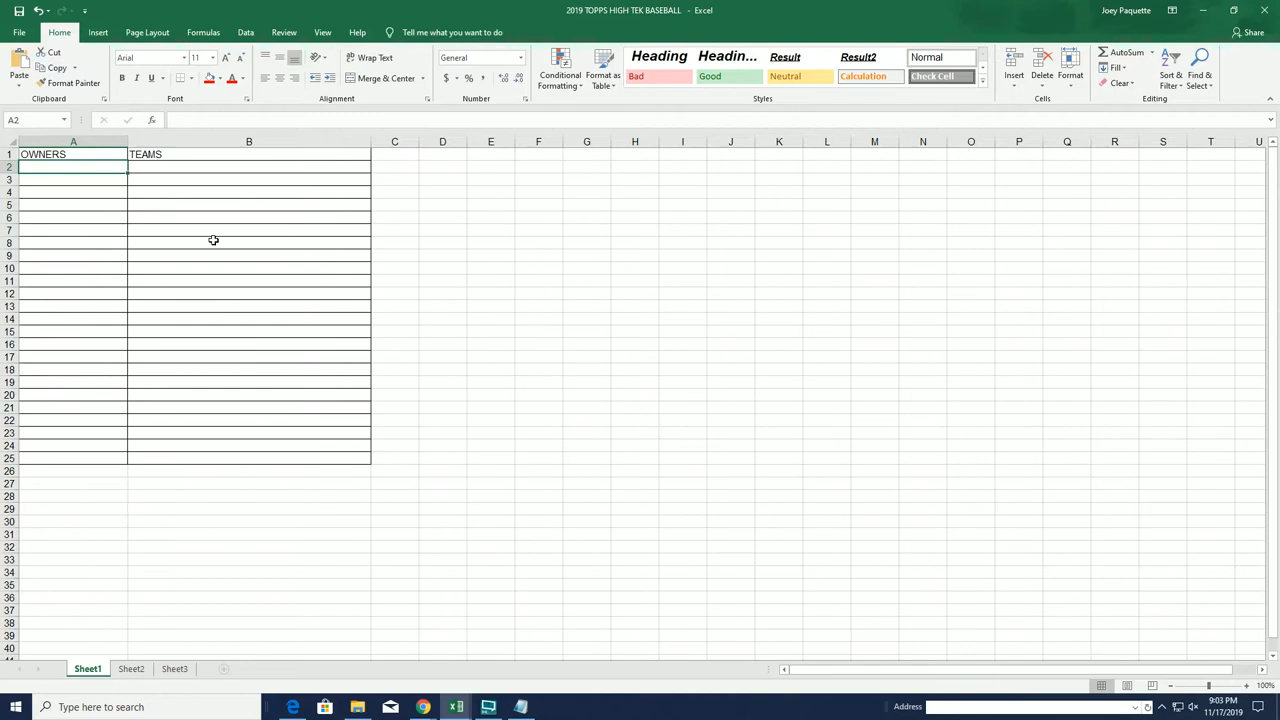 2019 TOPPS HIGH TEK BASEBALL - Excel
Joey Paquette
File Home Insert Page Layout Formulas Data Review View Help Tell me what you want to do Share
Paste Cut Copy Format Painter Clipboard
Arial 11 A A B I U A Font
Wrap Text Merge & Center Alignment
General $ % , Number
Conditional Formatting Format as Table
Heading Headin... Result Result2 Normal
Bad Good Neutral Calculation Check Cell
Styles
Insert Delete Format Cells
AutoSum Fill Clear Sort & Filter Find & Select Editing
A2 fx
A B C D E F G H I J K L M N O P Q R S T U
1 OWNERS TEAMS
2
3
4
5
6
7
8
9
10
11
12
13
14
15
16
17
18
19
20
21
22
23
24
25
26
27
28
29
30
31
32
33
34
35
36
37
38
39
40
Sheet1 Sheet2 Sheet3
100%
Type here to search Address 9:03 PM
11/17/2019